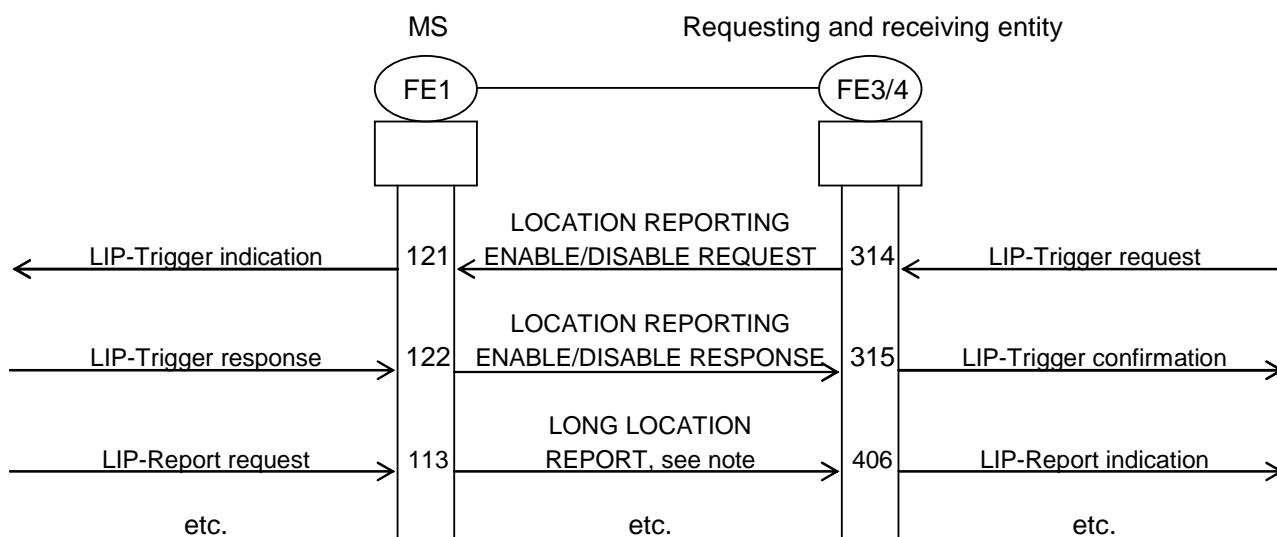 MS
Requesting and receiving entity
FE1
FE3/4
LOCATION REPORTING
LIP-Trigger indication
121
ENABLE/DISABLE REQUEST
314
LIP-Trigger request
LOCATION REPORTING
LIP-Trigger response
122
ENABLE/DISABLE RESPONSE
315
LIP-Trigger confirmation
LONG LOCATION
LIP-Report request
113
REPORT, see note
406
LIP-Report indication
etc.
etc.
etc.